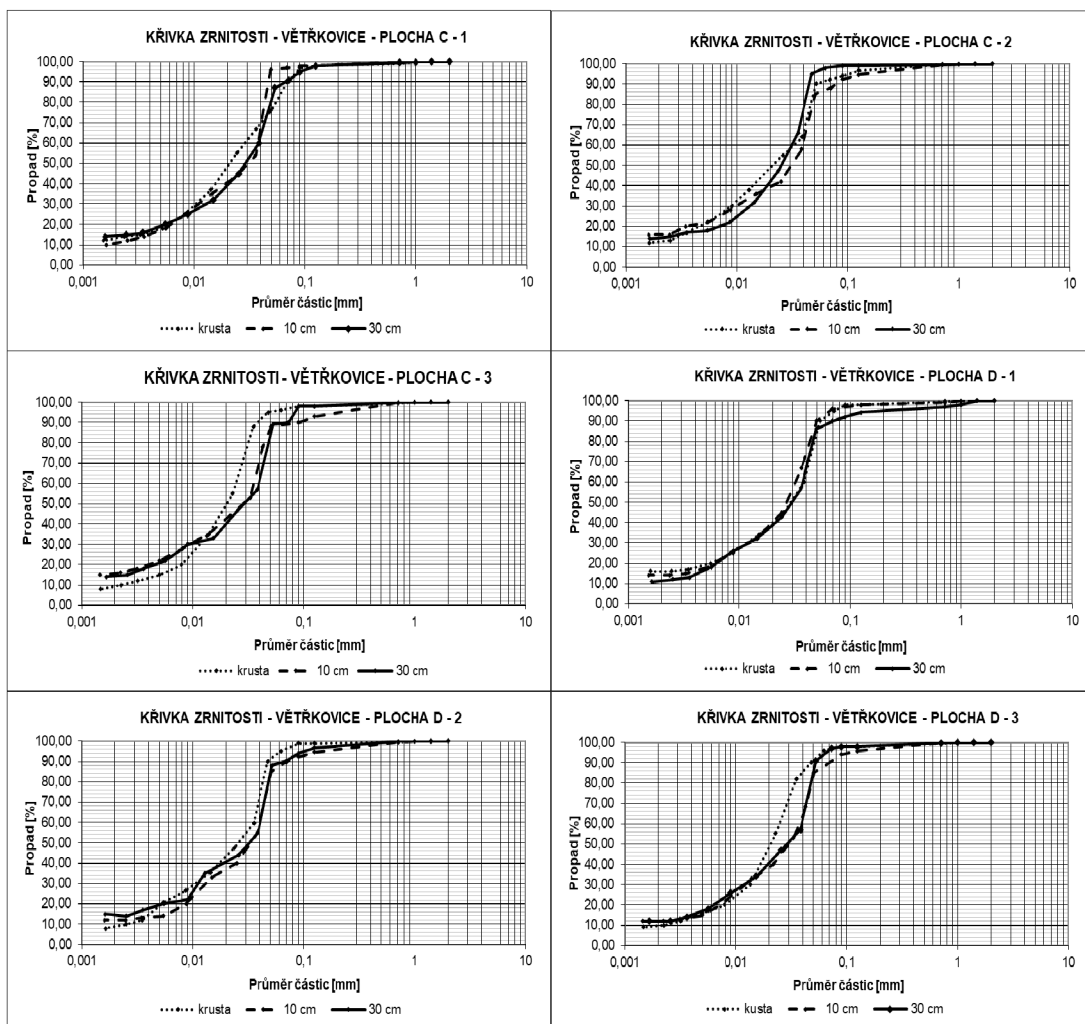 KŘIVKA ZRNITOSTI - VĚTŘKOVICE - PLOCHA C - 1
Propad [%]
100,00
90,00
80,00
70,00
60,00
50,00
40,00
30,00
20,00
10,00
0,00
0,001 0,01 0,1 1 10
Průměr částic [mm]
krusta 10 cm 30 cm
KŘIVKA ZRNITOSTI - VĚTŘKOVICE - PLOCHA C - 2
Propad [%]
100,00
90,00
80,00
70,00
60,00
50,00
40,00
30,00
20,00
10,00
0,00
0,001 0,01 0,1 1 10
Průměr částic [mm]
krusta 10 cm 30 cm
KŘIVKA ZRNITOSTI - VĚTŘKOVICE - PLOCHA C - 3
Propad [%]
100,00
90,00
80,00
70,00
60,00
50,00
40,00
30,00
20,00
10,00
0,00
0,001 0,01 0,1 1 10
Průměr částic [mm]
krusta 10 cm 30 cm
KŘIVKA ZRNITOSTI - VĚTŘKOVICE - PLOCHA D - 1
Propad [%]
100,00
90,00
80,00
70,00
60,00
50,00
40,00
30,00
20,00
10,00
0,00
0,001 0,01 0,1 1 10
Průměr částic [mm]
krusta 10 cm 30 cm
KŘIVKA ZRNITOSTI - VĚTŘKOVICE - PLOCHA D - 2
Propad [%]
100,00
90,00
80,00
70,00
60,00
50,00
40,00
30,00
20,00
10,00
0,00
0,001 0,01 0,1 1 10
Průměr částic [mm]
krusta 10 cm 30 cm
KŘIVKA ZRNITOSTI - VĚTŘKOVICE - PLOCHA D - 3
Propad [%]
100,00
90,00
80,00
70,00
60,00
50,00
40,00
30,00
20,00
10,00
0,00
0,001 0,01 0,1 1 10
Průměr částic [mm]
krusta 10 cm 30 cm